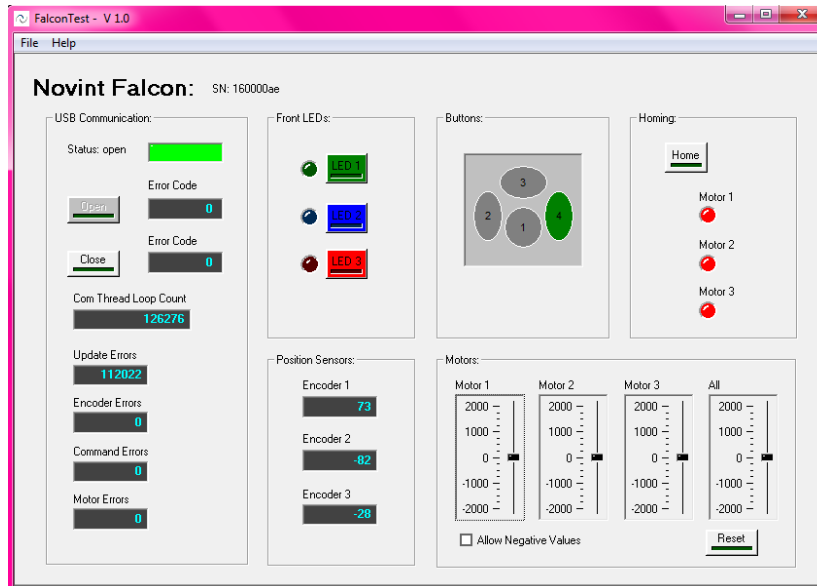 FalconTest - V 1.0
File Help
Novint Falcon: SN: 160000ae
USB Communication:
Status: open
Error Code
Open
0
Error Code
Close
0
Com Thread Loop Count
126276
Update Errors
112022
Encoder Errors
0
Command Errors
0
Motor Errors
0
Front LEDs:
LED 1
LED 2
LED 3
Buttons:
3
2
4
1
Homing:
Home
Motor 1
Motor 2
Motor 3
Position Sensors:
Encoder 1
73
Encoder 2
-82
Encoder 3
-28
Motors:
Motor 1 Motor 2 Motor 3 All
2000 2000 2000 2000
1000 1000 1000 1000
0 0 0 0
-1000 -1000 -1000 -1000
-2000 -2000 -2000 -2000
Allow Negative Values
Reset